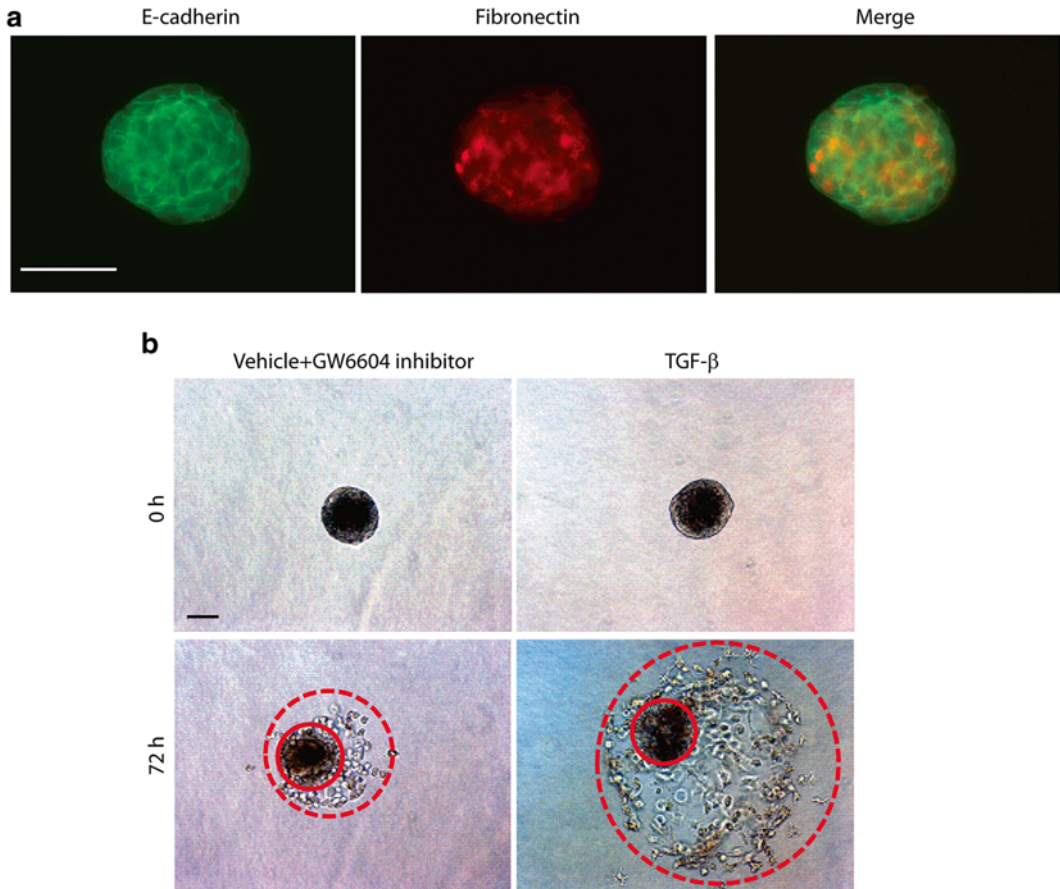 a
E-cadherin Fibronectin Merge
b
Vehicle+GW6604 inhibitor TGF-β
0 h
72 h